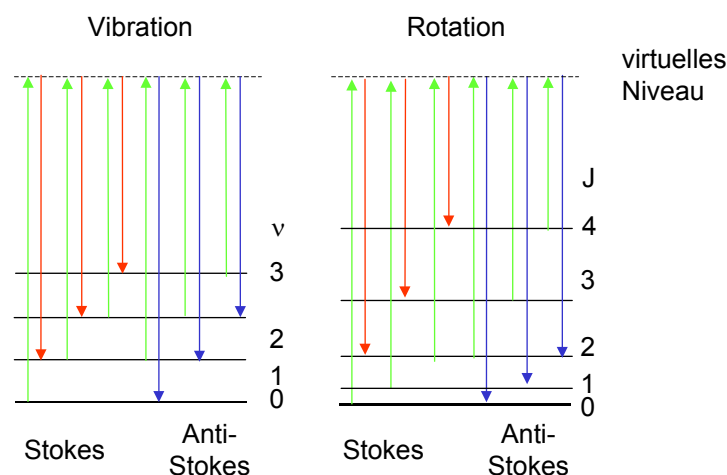 Vibration
Rotation
virtuelles
Niveau
ν
3
2
1
0
J
4
3
2
1
0
Stokes
Anti-
Stokes
Stokes
Anti-
Stokes